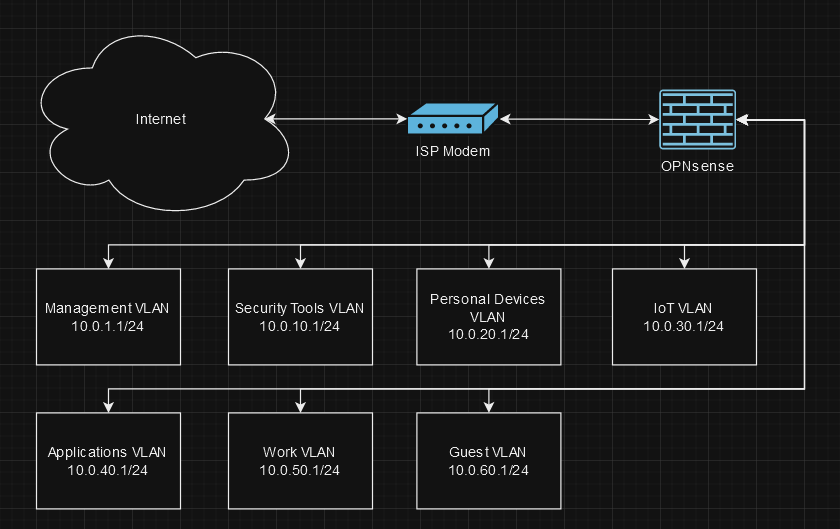 Internet
ISP Modem
OPNsense
Management VLAN
10.0.1.1/24
Security Tools VLAN
10.0.10.1/24
Personal Devices
VLAN
10.0.20.1/24
IoT VLAN
10.0.30.1/24
Applications VLAN
10.0.40.1/24
Work VLAN
10.0.50.1/24
Guest VLAN
10.0.60.1/24